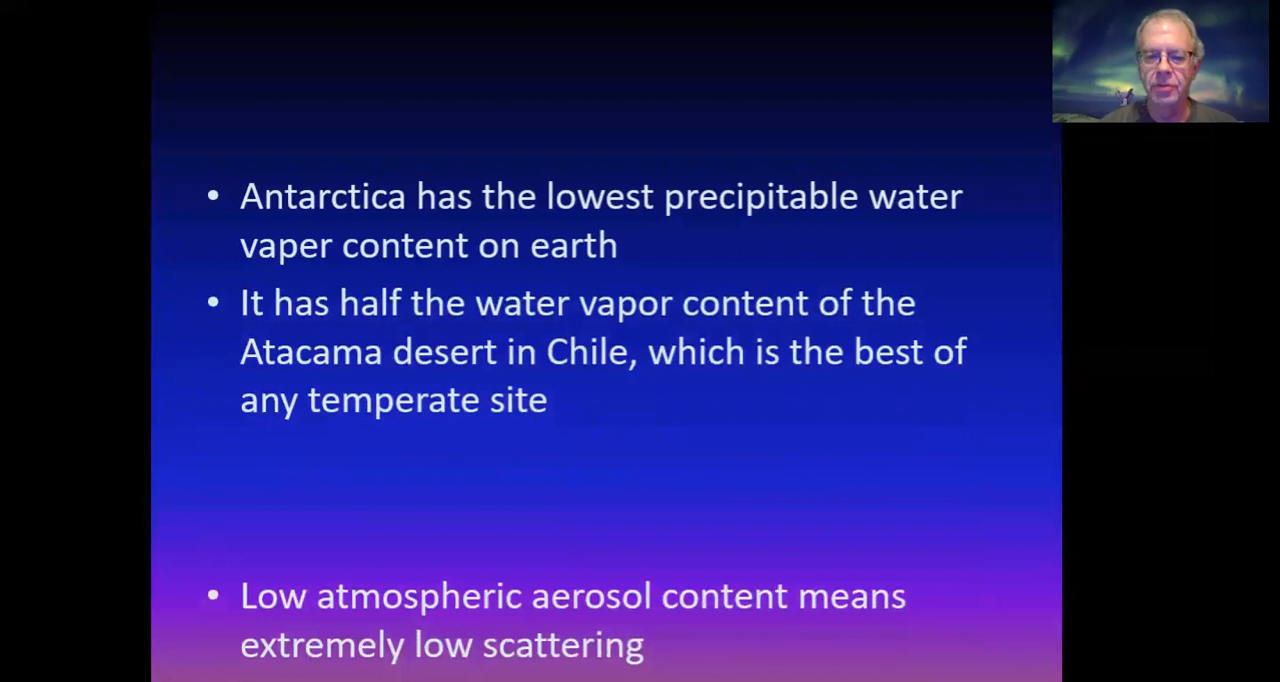 • Antarctica has the lowest precipitable water
vaper content on earth
• It has half the water vapor content of the
Atacama desert in Chile, which is the best of
any temperate site
• Low atmospheric aerosol content means
extremely low scattering